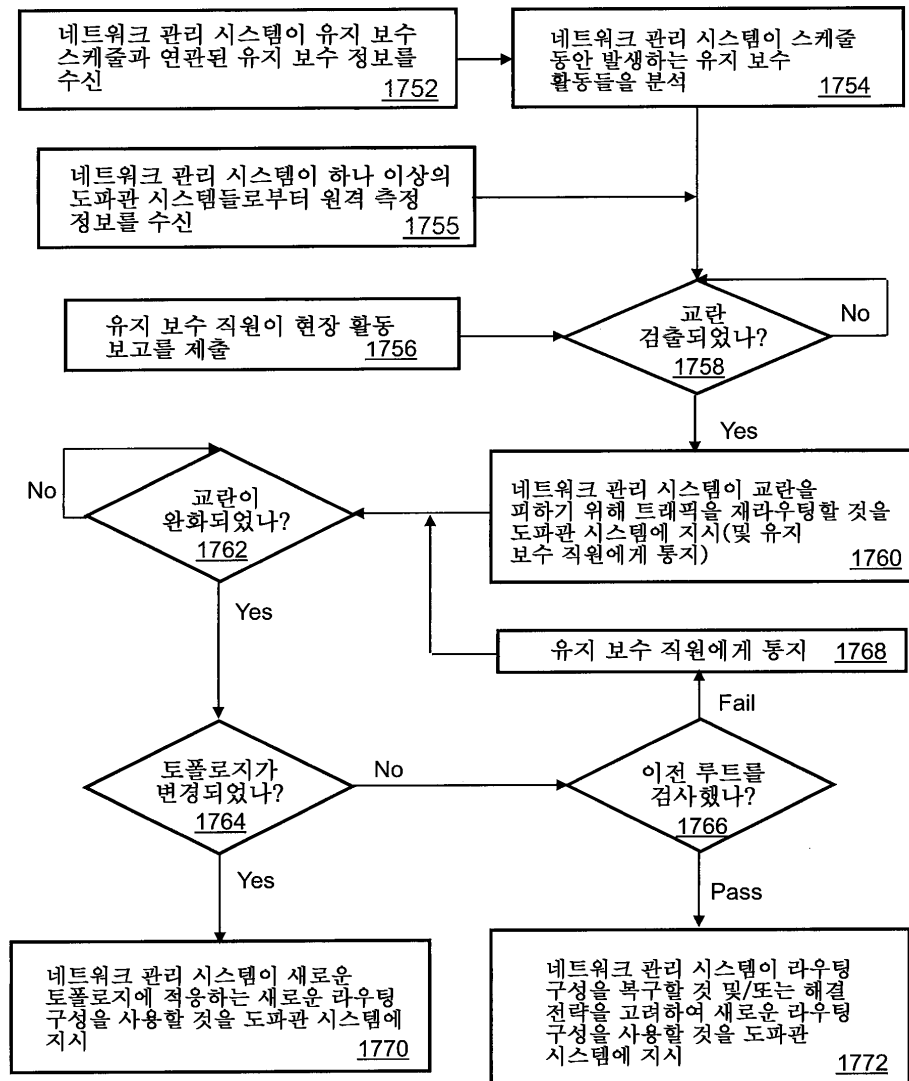 네트워크 관리 시스템이 유지 보수
스케줄과 연관된 유지 보수 정보를
수신
1752
네트워크 관리 시스템이 스케줄
동안 발생하는 유지 보수
활동들을 분석
1754
네트워크 관리 시스템이 하나 이상의
도파관 시스템들로부터 원격 측정
정보를 수신
1755
유지 보수 직원이 현장 활동
보고를 제출
1756
교란
검출되었나?
1758
No
Yes
네트워크 관리 시스템이 교란을
피하기 위해 트래픽을 재라우팅할 것을
도파관 시스템에 지시(및 유지
보수 직원에게 통지)
1760
No
교란이
완화되었나?
1762
Yes
유지 보수 직원에게 통지 1768
Fail
토폴로지가
변경되었나?
1764
No
이전 루트를
검사했나?
1766
Yes
Pass
네트워크 관리 시스템이 새로운
토폴로지에 적응하는 새로운 라우팅
구성을 사용할 것을 도파관 시스템에
지시
1770
네트워크 관리 시스템이 라우팅
구성을 복구할 것 및/또는 해결
전략을 고려하여 새로운 라우팅
구성을 사용할 것을 도파관
시스템에 지시
1772